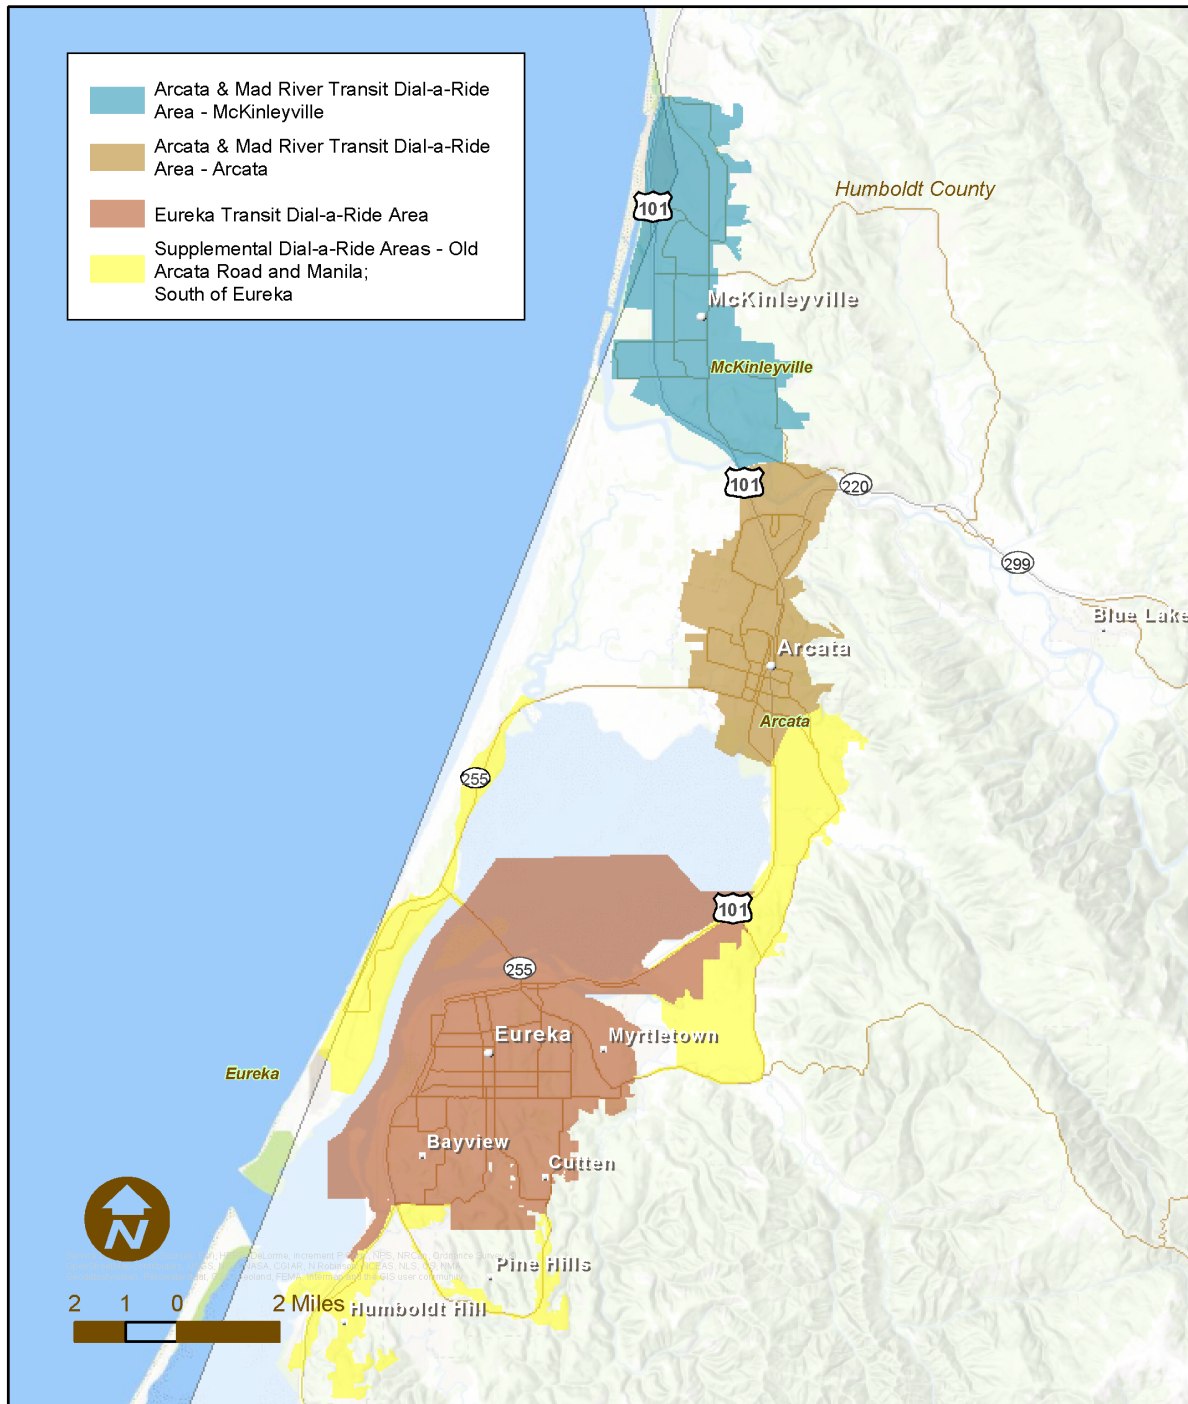 Arcata & Mad River Transit Dial-a-Ride
Area - McKinleyville
Arcata & Mad River Transit Dial-a-Ride
Area - Arcata
Eureka Transit Dial-a-Ride Area
Supplemental Dial-a-Ride Areas - Old
Arcata Road and Manila;
South of Eureka
Humboldt County
101
McKinleyville
McKinleyville
101
220
299
Blue Lake
Arcata
Arcata
255
101
255
Eureka
Myrtletown
Eureka
Bayview
Cutten
N
Pine Hills
2 1 0 2 Miles
Humboldt Hill